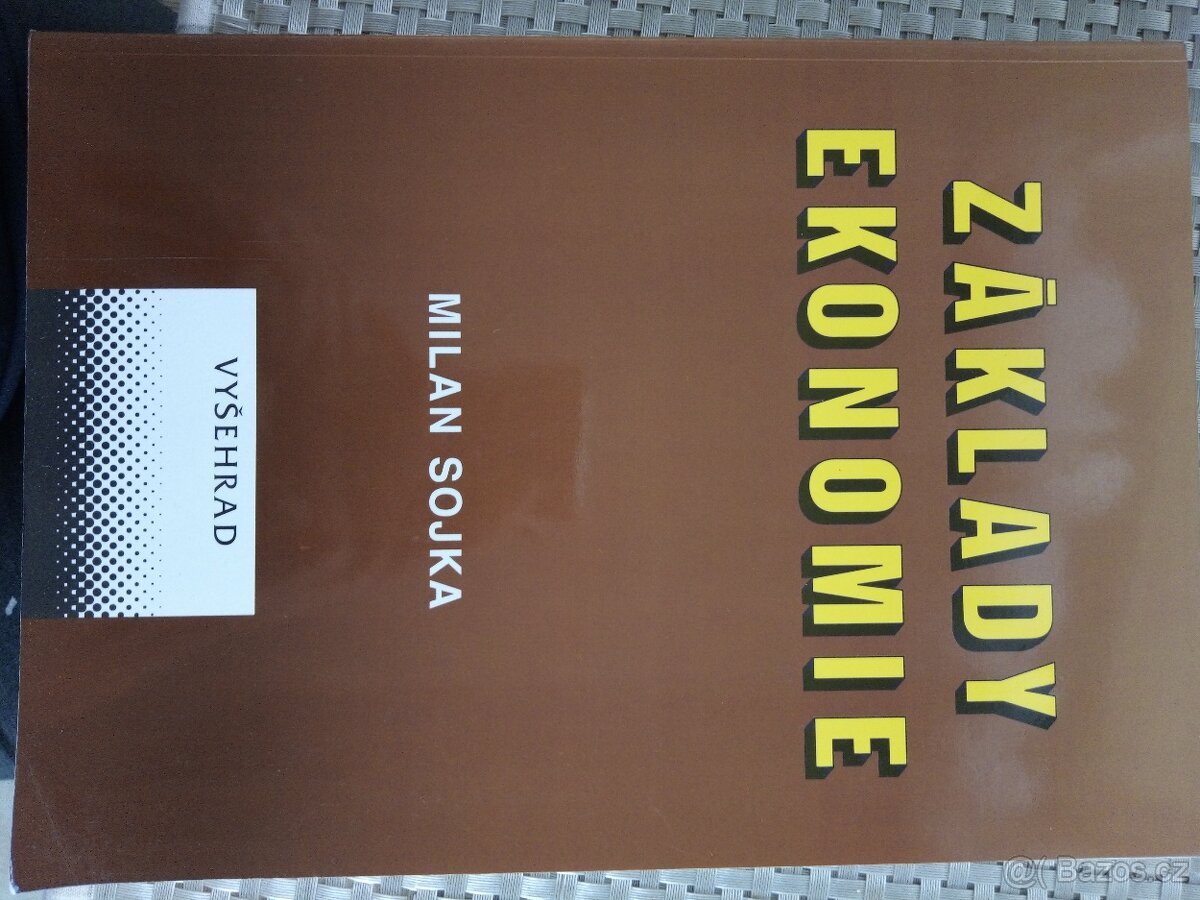 ZÁKLADY
EKONOMIE
MILAN SOJKA
VYŠEHRAD
Bazos.cz